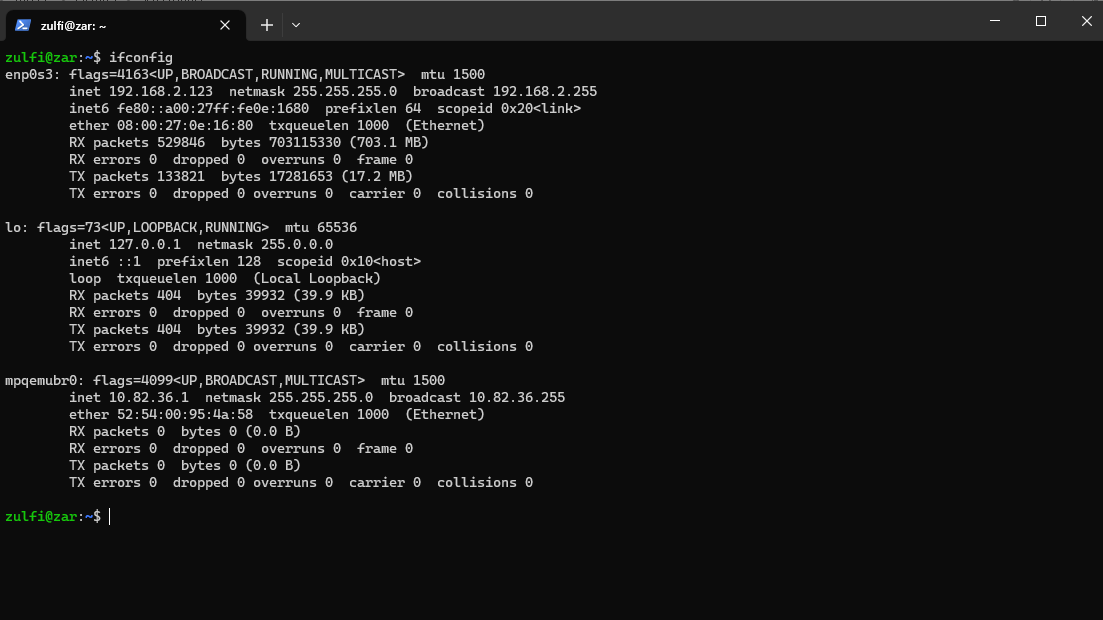 zulfi@zar: ~
zulfi@zar:~$ ifconfig
enp0s3: flags=4163<UP,BROADCAST,RUNNING,MULTICAST>  mtu 1500
        inet 192.168.2.123  netmask 255.255.255.0  broadcast 192.168.2.255
        inet6 fe80::a00:27ff:fe0e:1680  prefixlen 64  scopeid 0x20<link>
        ether 08:00:27:0e:16:80  txqueuelen 1000  (Ethernet)
        RX packets 529846  bytes 703115330 (703.1 MB)
        RX errors 0  dropped 0  overruns 0  frame 0
        TX packets 133821  bytes 17281653 (17.2 MB)
        TX errors 0  dropped 0 overruns 0  carrier 0  collisions 0

lo: flags=73<UP,LOOPBACK,RUNNING>  mtu 65536
        inet 127.0.0.1  netmask 255.0.0.0
        inet6 ::1  prefixlen 128  scopeid 0x10<host>
        loop  txqueuelen 1000  (Local Loopback)
        RX packets 404  bytes 39932 (39.9 KB)
        RX errors 0  dropped 0  overruns 0  frame 0
        TX packets 404  bytes 39932 (39.9 KB)
        TX errors 0  dropped 0 overruns 0  carrier 0  collisions 0

mpqemubr0: flags=4099<UP,BROADCAST,MULTICAST>  mtu 1500
        inet 10.82.36.1  netmask 255.255.255.0  broadcast 10.82.36.255
        ether 52:54:00:95:4a:58  txqueuelen 1000  (Ethernet)
        RX packets 0  bytes 0 (0.0 B)
        RX errors 0  dropped 0  overruns 0  frame 0
        TX packets 0  bytes 0 (0.0 B)
        TX errors 0  dropped 0 overruns 0  carrier 0  collisions 0

zulfi@zar:~$